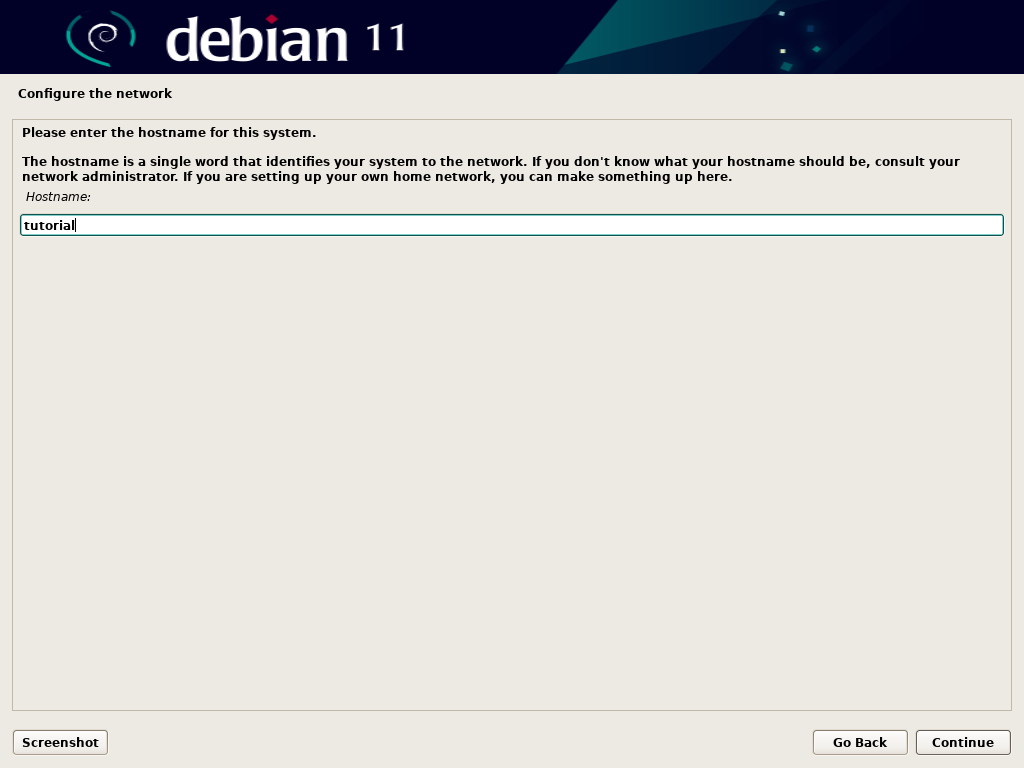 debian 11
Configure the network
Please enter the hostname for this system.
The hostname is a single word that identifies your system to the network. If you don't know what your hostname should be, consult your
network administrator. If you are setting up your own home network, you can make something up here.
Hostname:
tutorial
Screenshot
Go Back
Continue